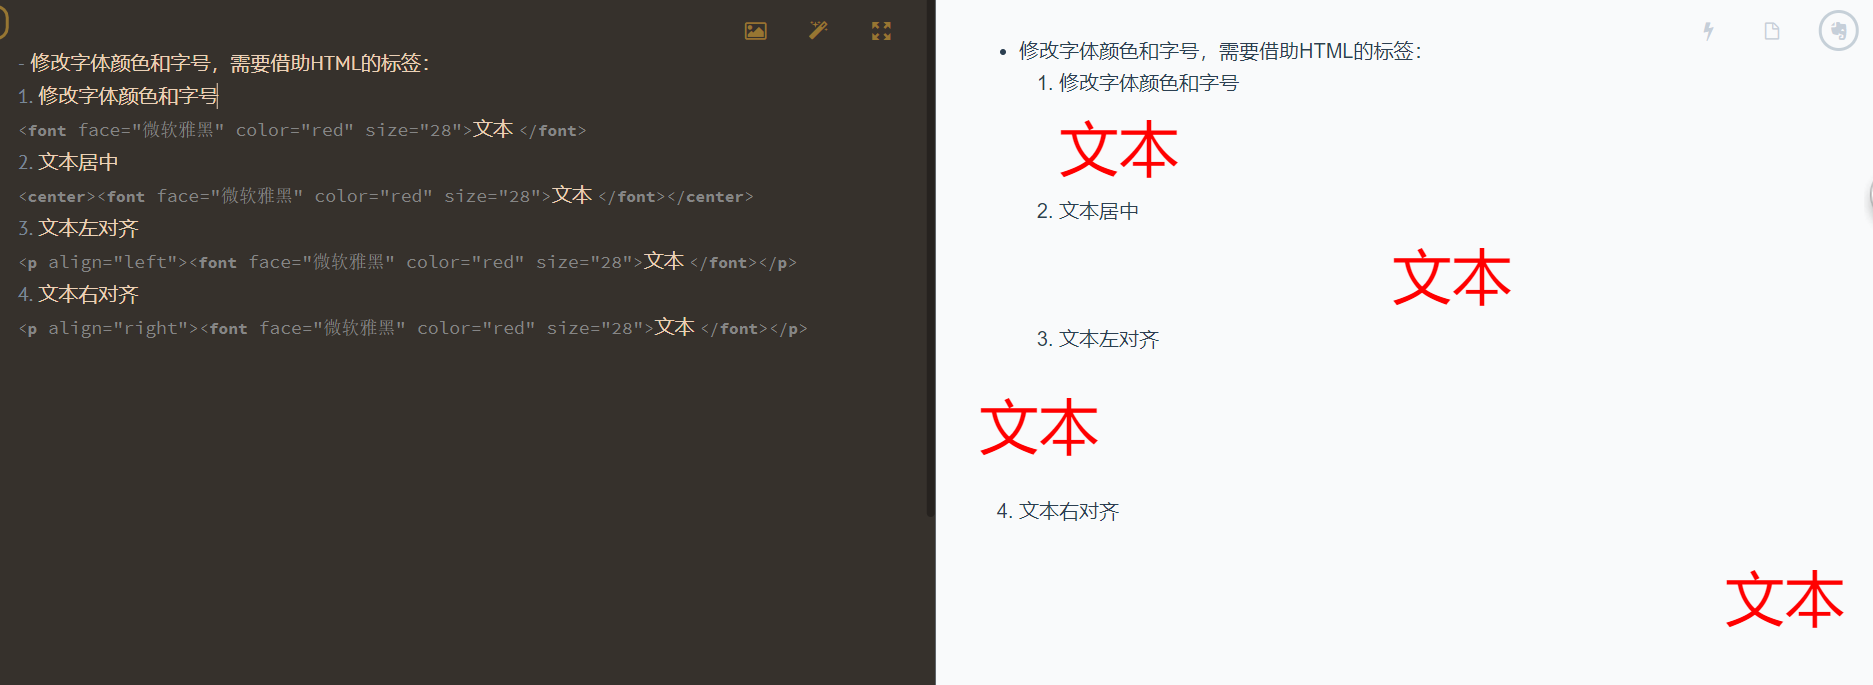 - 修改字体颜色和字号，需要借助HTML的标签：
1. 修改字体颜色和字号
<font face="微软雅黑" color="red" size="28">文本 </font>
2. 文本居中
<center><font face="微软雅黑" color="red" size="28">文本 </font></center>
3. 文本左对齐
<p align="left"><font face="微软雅黑" color="red" size="28">文本 </font></p>
4. 文本右对齐
<p align="right"><font face="微软雅黑" color="red" size="28">文本 </font></p>
• 修改字体颜色和字号，需要借助HTML的标签：
1. 修改字体颜色和字号
文本
2. 文本居中
文本
3. 文本左对齐
文本
4. 文本右对齐
文本